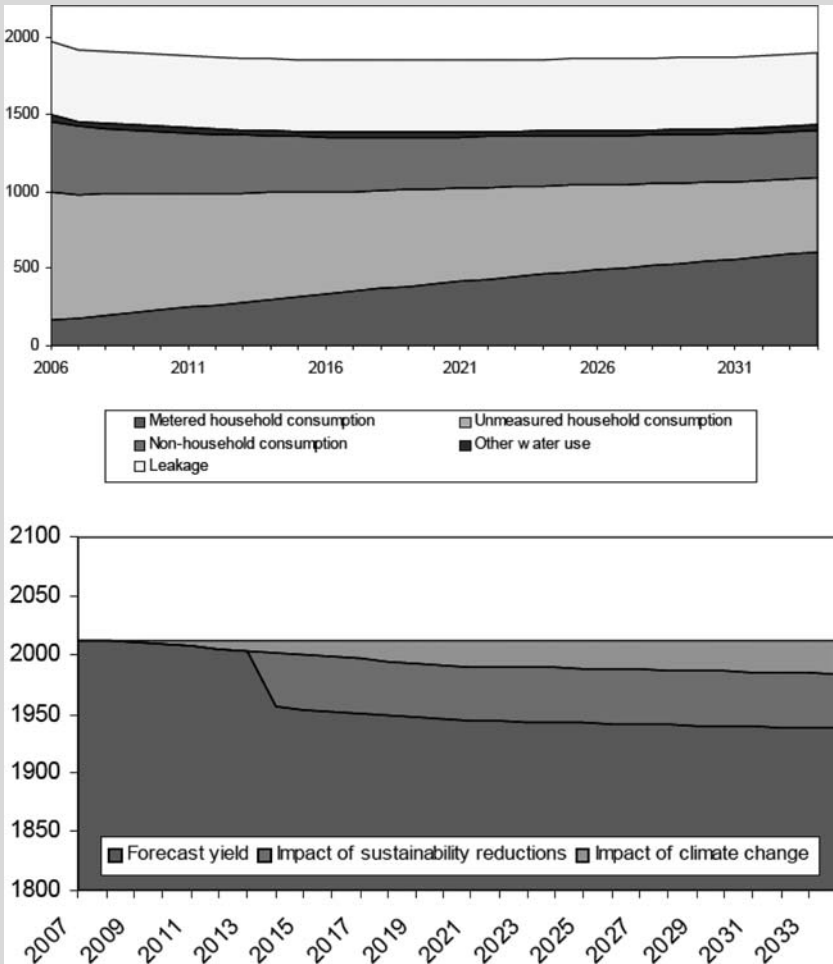 2000
1500
1000
500
0
2006 2011 2016 2021 2026 2031
Metered household consumption Unmeasured household consumption
Non-household consumption Other water use
Leakage
2100
2050
2000
1950
1900
1850
Forecast yield Impact of sustainability reductions Impact of climate change
1800
2007 2009 2011 2013 2015 2017 2019 2021 2023 2025 2027 2029 2031 2033